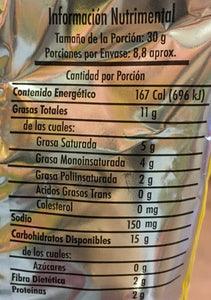 Información Nutrimental
Tamaño de la Porción: 30 g
Porciones por Envase: 8,8 aprox.
Cantidad por Porción
Contenido Energético 167 Cal (696 kJ)
Grasas Totales 11 g
de las cuales:
Grasa Saturada 5 g
Grasa Monoinsaturada 4 g
Grasa Poliinsaturada 2 g
Acidos Grasos Trans 0 g
Colesterol 0 mg
Sodio 150 mg
Carbohidratos Disponibles 15 g
de los cuales:
Azúcares 0 g
Fibra Dietética 2 g
Proteínas 2 g